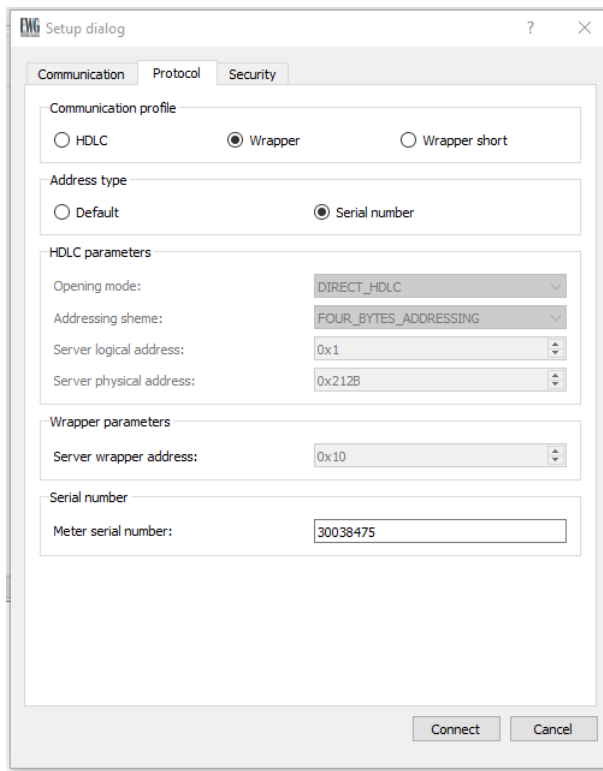 EWG Setup dialog ?
Communication Protocol Security
Communication profile
HDLC Wrapper Wrapper short
Address type
Default Serial number
HDLC parameters
Opening mode: DIRECT_HDLC
Addressing sheme: FOUR_BYTES_ADDRESSING
Server logical address: 0x1
Server physical address: 0x212B
Wrapper parameters
Server wrapper address: 0x10
Serial number
Meter serial number: 30038475
Connect Cancel